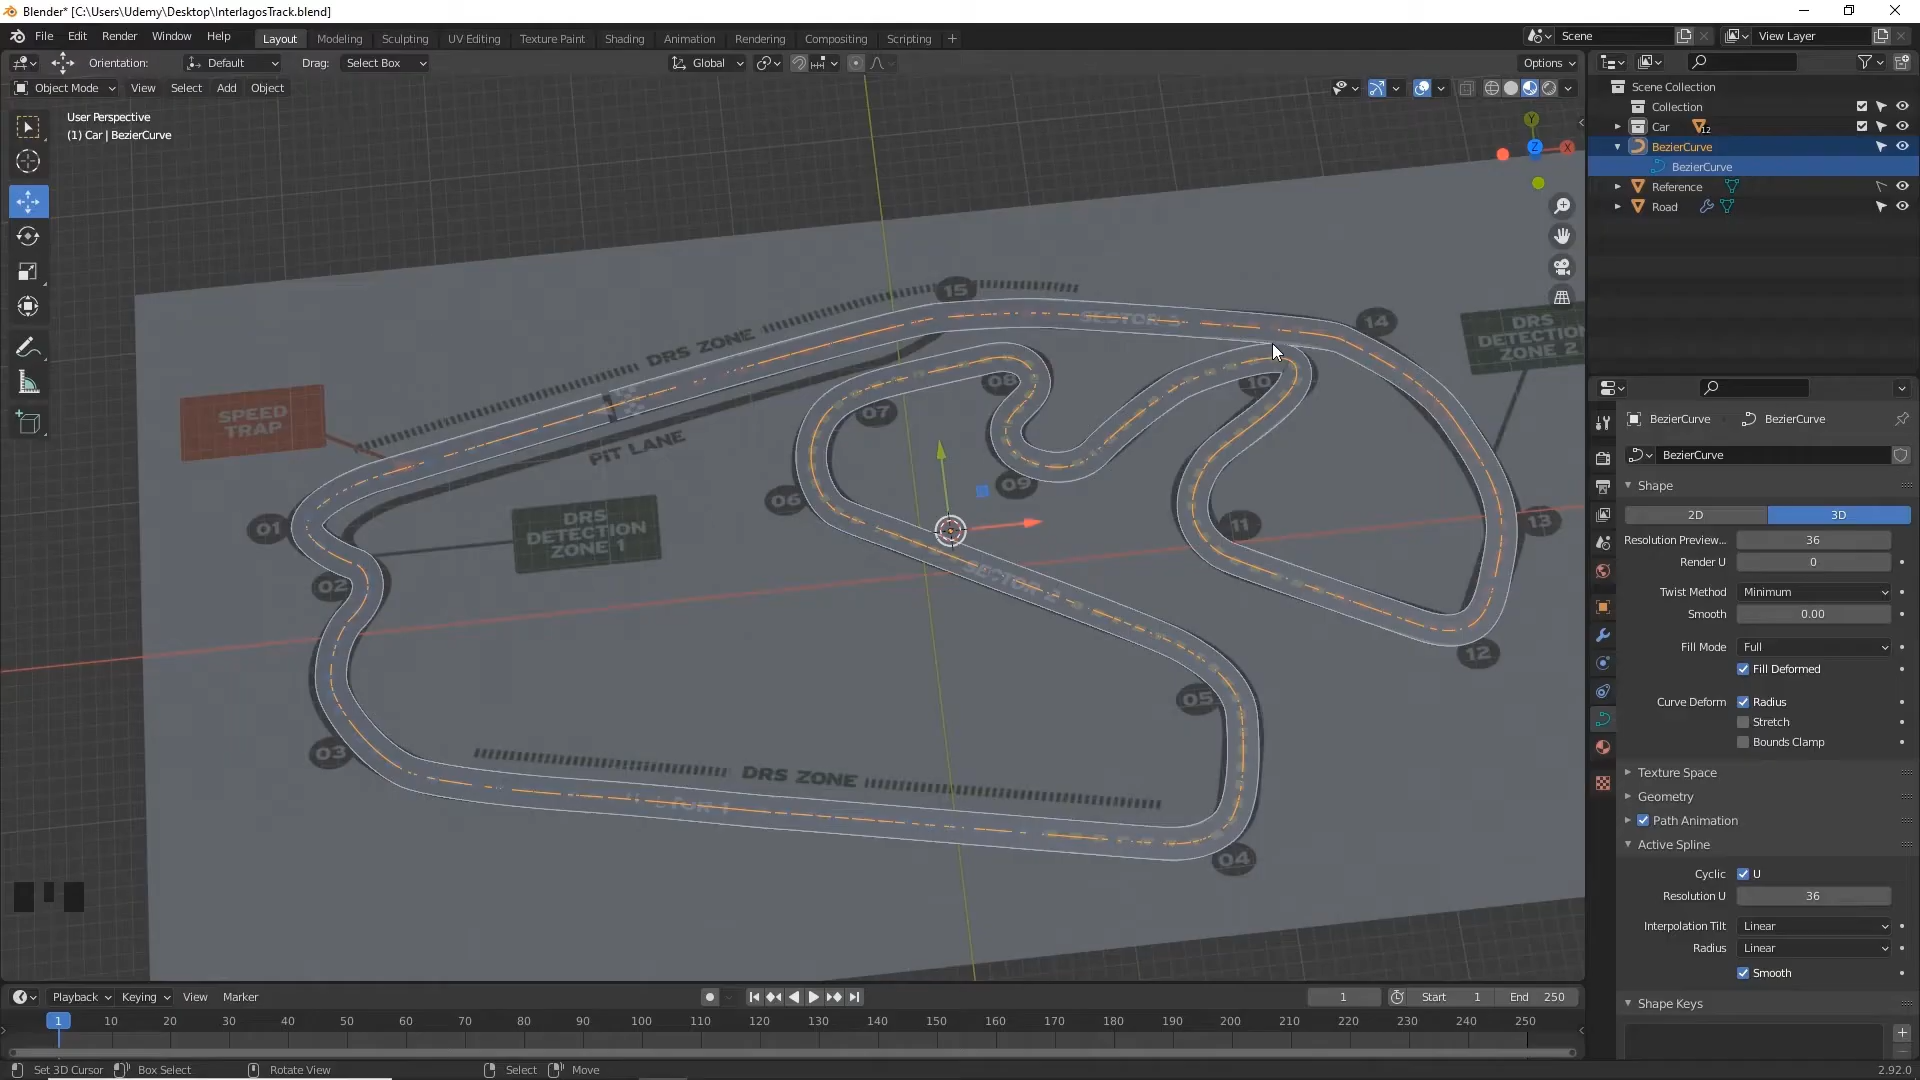 Blender* [C:\Users\Udemy\Desktop\InterlagosTrack.blend]
File Edit Render Window Help Layout Modeling Sculpting UV Editing Texture Paint Shading Animation Rendering Compositing Scripting Scene View Layer
Orientation: Default Drag: Select Box Global Options
Object Mode View Select Add Object
User Perspective
(1) Car | BezierCurve
Y
Z
X
Scene Collection
Collection
Car 12
BezierCurve
BezierCurve
Reference
Road
15
14
SECTOR 3
DRS ZONE
DRS DETECTION ZONE 2
SPEED TRAP
PIT LANE
08
10
07
09
06
11
13
01
DRS DETECTION ZONE 1
02
SECTOR 2
12
05
03
DRS ZONE
SECTOR 1
04
BezierCurve BezierCurve
BezierCurve
Shape
2D 3D
Resolution Preview... 36
Render U 0
Twist Method Minimum
Smooth 0.00
Fill Mode Full
Fill Deformed
Curve Deform Radius
Stretch
Bounds Clamp
Texture Space
Geometry
Path Animation
Active Spline
Cyclic U
Resolution U 36
Interpolation Tilt Linear
Radius Linear
Smooth
Shape Keys
Playback Keying View Marker 1 Start 1 End 250
1 10 20 30 40 50 60 70 80 90 100 110 120 130 140 150 160 170 180 190 200 210 220 230 240 250
Set 3D Cursor Box Select Rotate View Select Move 2.92.0